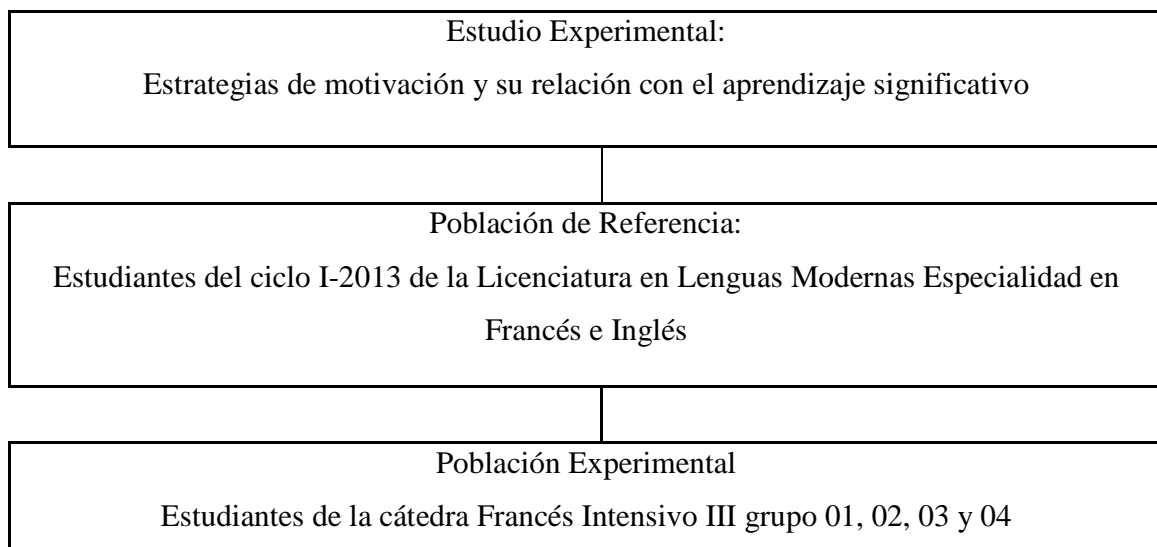 Estudio Experimental:
Estrategias de motivación y su relación con el aprendizaje significativo
Población de Referencia:
Estudiantes del ciclo I-2013 de la Licenciatura en Lenguas Modernas Especialidad en
Francés e Inglés
Población Experimental
Estudiantes de la cátedra Francés Intensivo III grupo 01, 02, 03 y 04